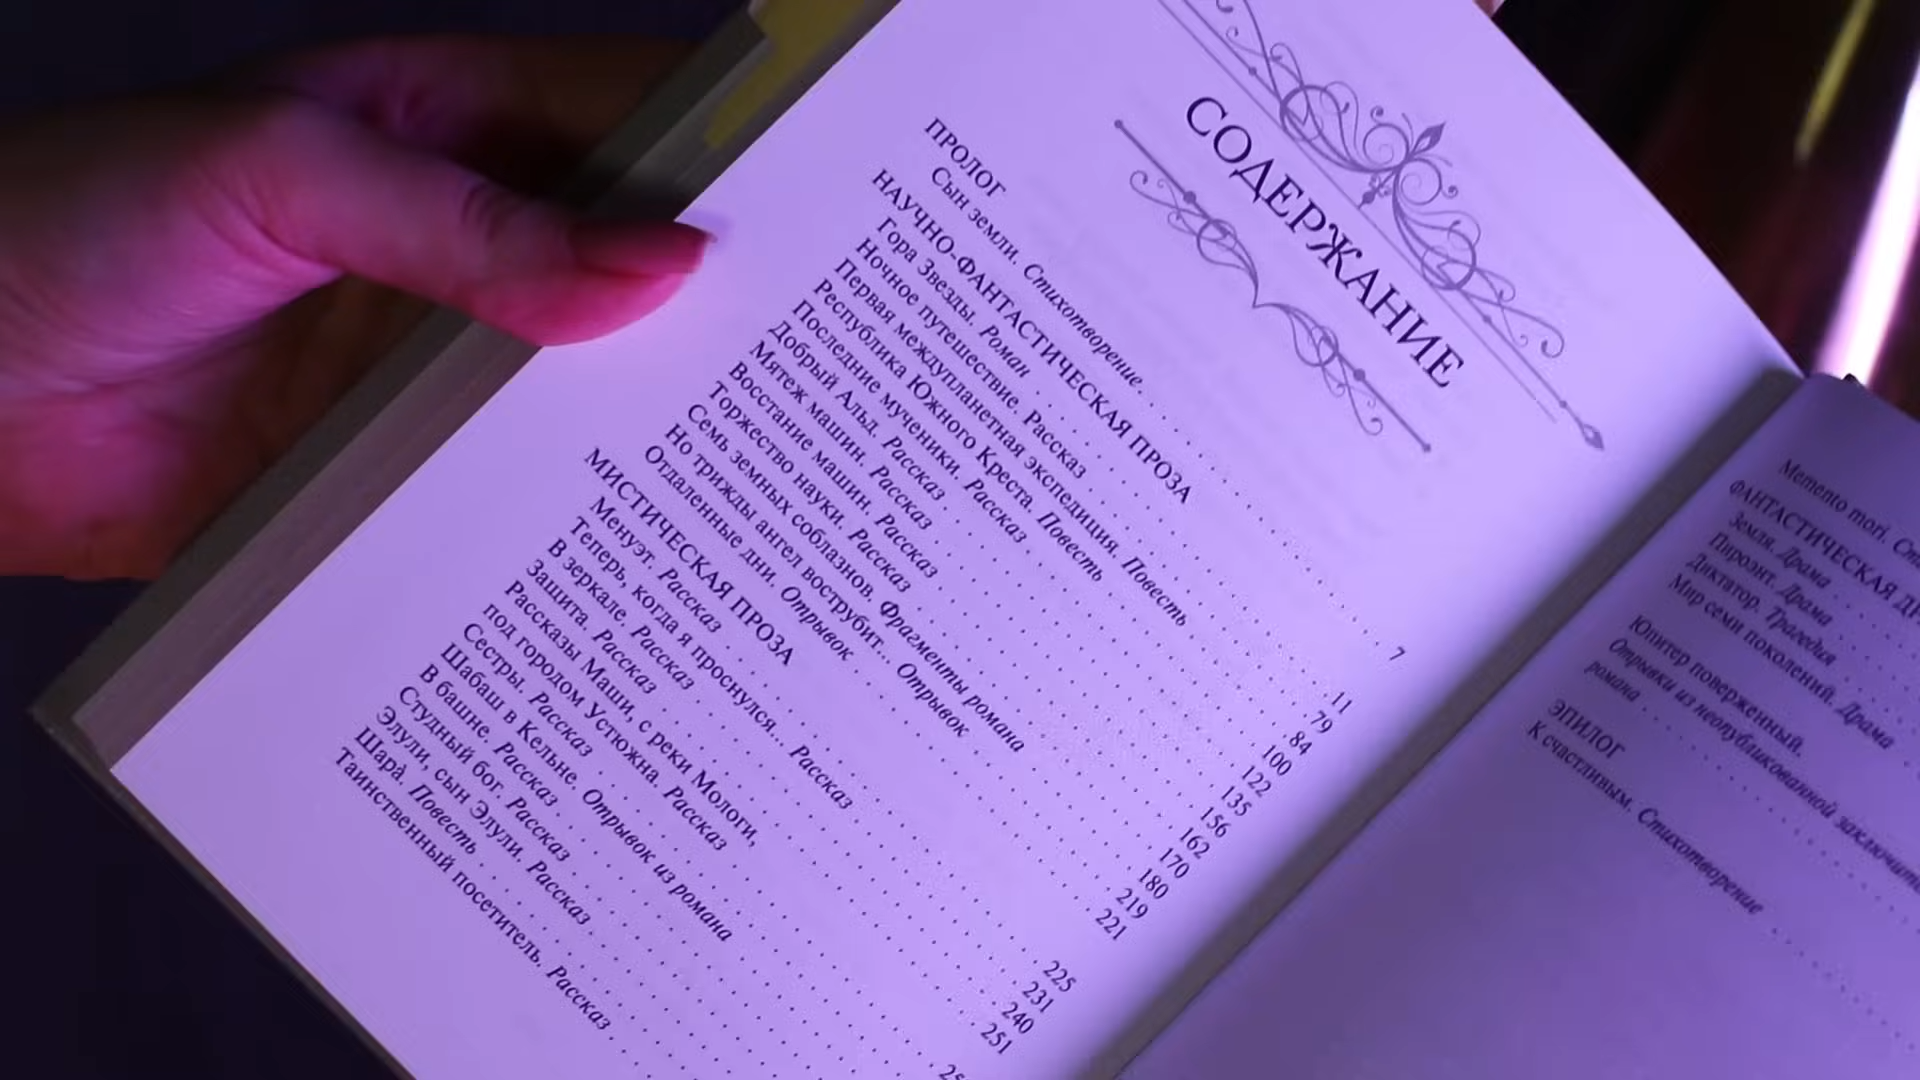 СОДЕРЖАНИЕ
ПРОЛОГ
Сын земли. Стихотворение. . . . . . . . . . 7
НАУЧНО-ФАНТАСТИЧЕСКАЯ ПРОЗА
Гора Звезды. Роман . . . . . . . . . . 11
Ночное путешествие. Рассказ . . . . . . . . . . 79
Первая междупланетная экспедиция. Повесть . . . . . . . . . . 84
Республика Южного Креста. Повесть . . . . . . . . . . 100
Последние мученики. Рассказ . . . . . . . . . . 122
Добрый Альд. Рассказ . . . . . . . . . . 135
Мятеж машин. Рассказ . . . . . . . . . . 156
Восстание машин. Рассказ . . . . . . . . . . 162
Торжество науки. Рассказ . . . . . . . . . . 170
Семь земных соблазнов. Фрагменты романа . . . . . . . . . . 180
Но трижды ангел вострубит... Отрывок . . . . . . . . . . 219
Отдаленные дни. Отрывок . . . . . . . . . . 221
МИСТИЧЕСКАЯ ПРОЗА
Менуэт. Рассказ . . . . . . . . . . 225
Теперь, когда я проснулся... Рассказ . . . . . . . . . . 231
В зеркале. Рассказ . . . . . . . . . . 240
Защита. Рассказ . . . . . . . . . . 251
Рассказы Маши, с реки Мологи,
под городом Устюжна. Рассказ . . . . . . . . . .
Сестры. Рассказ . . . . . . . . . .
В башне. Рассказ . . . . . . . . . .
Шабаш в Кельне. Отрывок из романа . . . . . . . . . .
Студный бог. Рассказ . . . . . . . . . .
Элули, сын Элули. Рассказ . . . . . . . . . .
Шара̀. Повесть . . . . . . . . . .
Таинственный посетитель. Рассказ . . . . . . . . . .
Memento mori.
ФАНТАСТИЧЕСКАЯ
Земля. Драма . . . . . .
Пироэнт. Драма . . . . . .
Диктатор. Трагедия . . . . . .
Мир семи поколений. Драма
Юпитер поверженный.
Отрывки из неопубликованной
романа . . . . . . . . . .
ЭПИЛОГ
К счастливым. Стихотворение . . . . . .